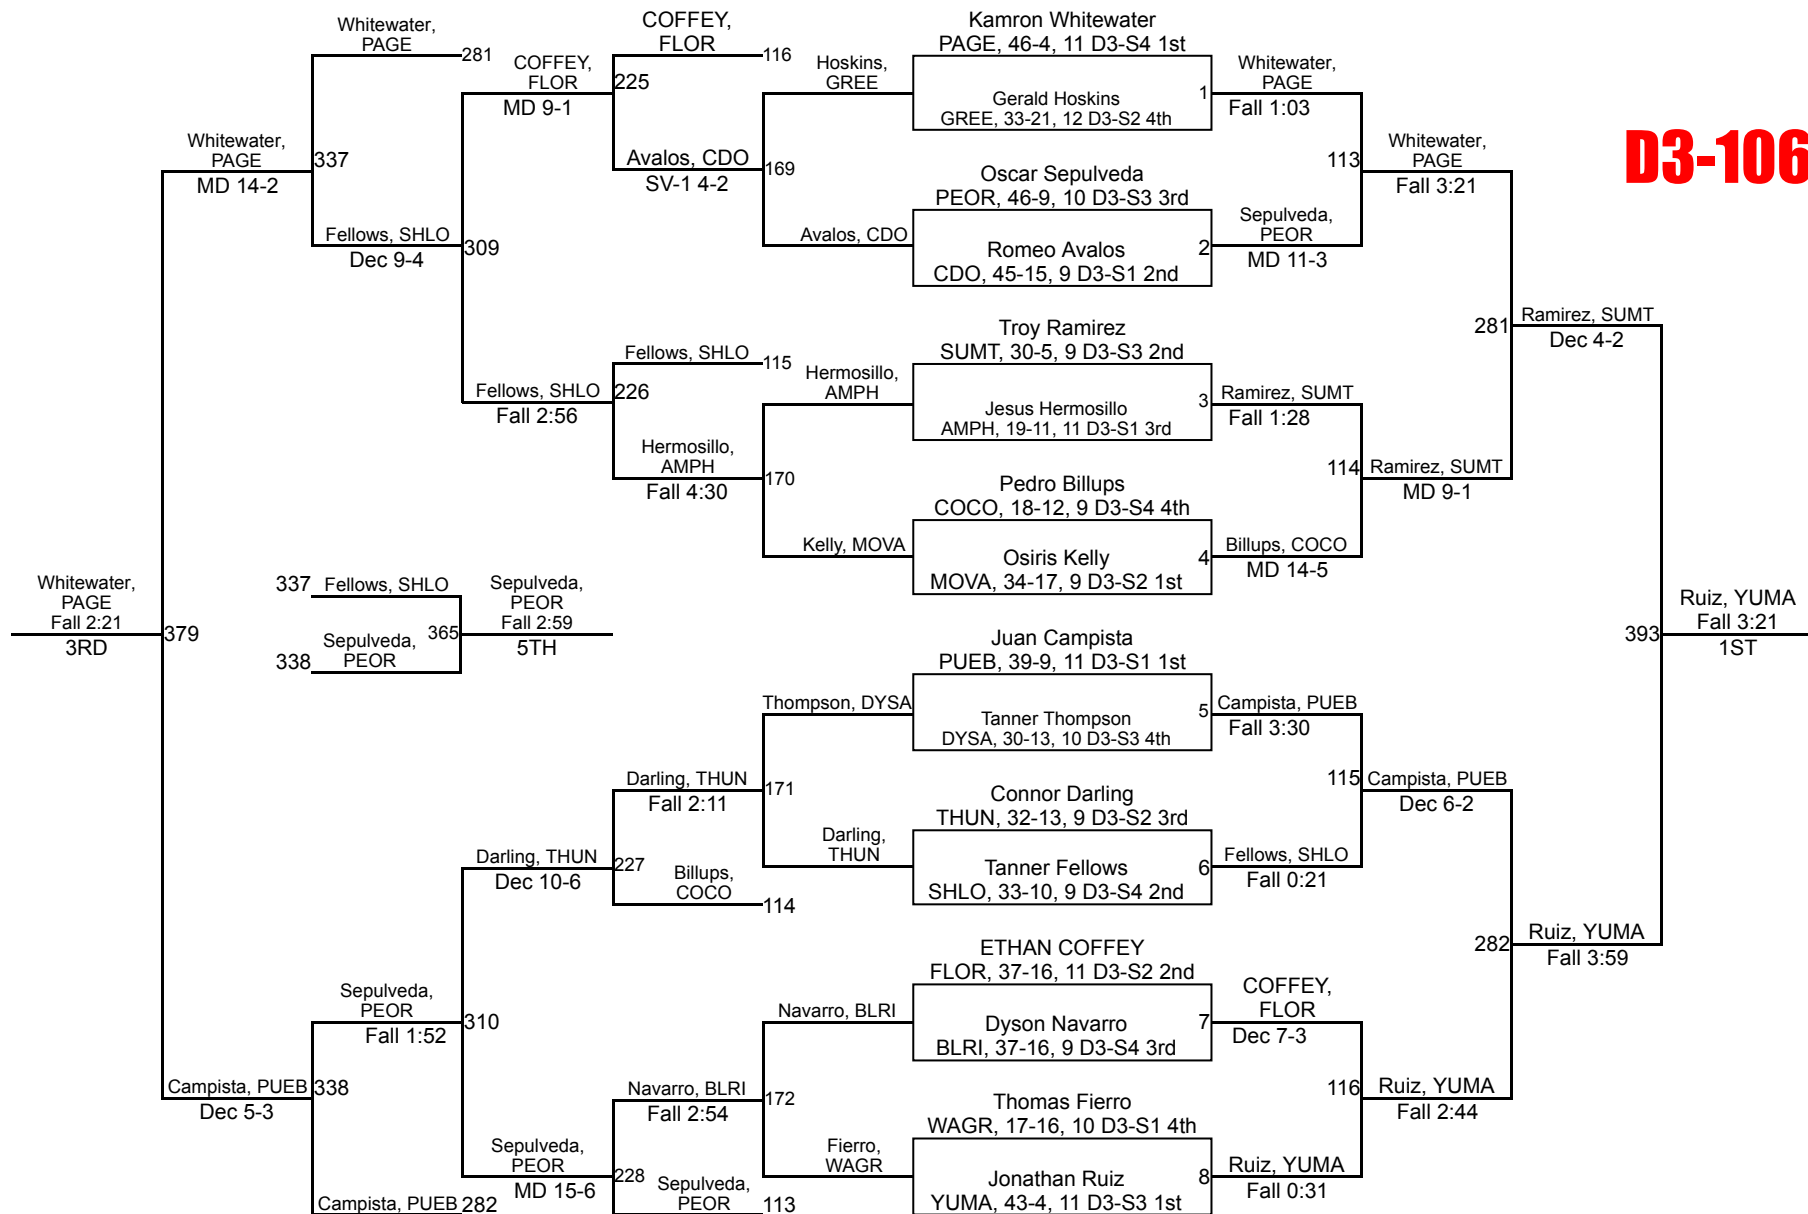 Whitewater,
PAGE
281
COFFEY,
FLOR
116
COFFEY,
FLOR
MD 9-1
225
Hoskins,
GREE
Kamron Whitewater
PAGE, 46-4, 11 D3-S4 1st
Gerald Hoskins
GREE, 33-21, 12 D3-S2 4th
1
Whitewater,
PAGE
Fall 1:03
D3-106
Whitewater,
PAGE
MD 14-2
337
Avalos, CDO
SV-1 4-2
169
Oscar Sepulveda
PEOR, 46-9, 10 D3-S3 3rd
113
Whitewater,
PAGE
Fall 3:21
Fellows, SHLO
Dec 9-4
309
Avalos, CDO
Romeo Avalos
CDO, 45-15, 9 D3-S1 2nd
2
Sepulveda,
PEOR
MD 11-3
Troy Ramirez
SUMT, 30-5, 9 D3-S3 2nd
281
Ramirez, SUMT
Dec 4-2
Fellows, SHLO
115
Fellows, SHLO
Fall 2:56
226
Hermosillo,
AMPH
Jesus Hermosillo
AMPH, 19-11, 11 D3-S1 3rd
3
Ramirez, SUMT
Fall 1:28
Hermosillo,
AMPH
Fall 4:30
170
Pedro Billups
COCO, 18-12, 9 D3-S4 4th
114
Ramirez, SUMT
MD 9-1
Kelly, MOVA
Osiris Kelly
MOVA, 34-17, 9 D3-S2 1st
4
Billups, COCO
MD 14-5
Whitewater,
PAGE
Fall 2:21
3RD
379
337
Fellows, SHLO
338
Sepulveda,
PEOR
365
Sepulveda,
PEOR
Fall 2:59
5TH
393
Ruiz, YUMA
Fall 3:21
1ST
Juan Campista
PUEB, 39-9, 11 D3-S1 1st
Thompson, DYSA
Tanner Thompson
DYSA, 30-13, 10 D3-S3 4th
5
Campista, PUEB
Fall 3:30
Darling, THUN
Fall 2:11
171
Connor Darling
THUN, 32-13, 9 D3-S2 3rd
115
Campista, PUEB
Dec 6-2
Darling, THUN
Dec 10-6
227
Billups,
COCO
114
Darling,
THUN
Tanner Fellows
SHLO, 33-10, 9 D3-S4 2nd
6
Fellows, SHLO
Fall 0:21
ETHAN COFFEY
FLOR, 37-16, 11 D3-S2 2nd
282
Ruiz, YUMA
Fall 3:59
Sepulveda,
PEOR
Fall 1:52
310
Navarro, BLRI
Dyson Navarro
BLRI, 37-16, 9 D3-S4 3rd
7
COFFEY,
FLOR
Dec 7-3
Campista, PUEB
Dec 5-3
338
Navarro, BLRI
Fall 2:54
172
Thomas Fierro
WAGR, 17-16, 10 D3-S1 4th
116
Ruiz, YUMA
Fall 2:44
Sepulveda,
PEOR
MD 15-6
228
Fierro,
WAGR
Jonathan Ruiz
YUMA, 43-4, 11 D3-S3 1st
8
Ruiz, YUMA
Fall 0:31
Campista, PUEB
282
Sepulveda,
PEOR
113